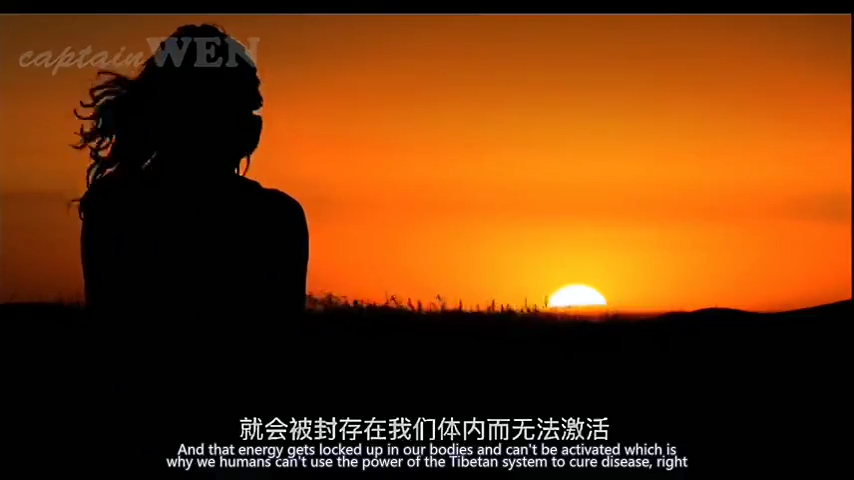 captainWEN
就会被封存在我们体内而无法激活
And that energy gets locked up in our bodies and can't be activated which is
why we humans can't use the power of the Tibetan system to cure disease, right